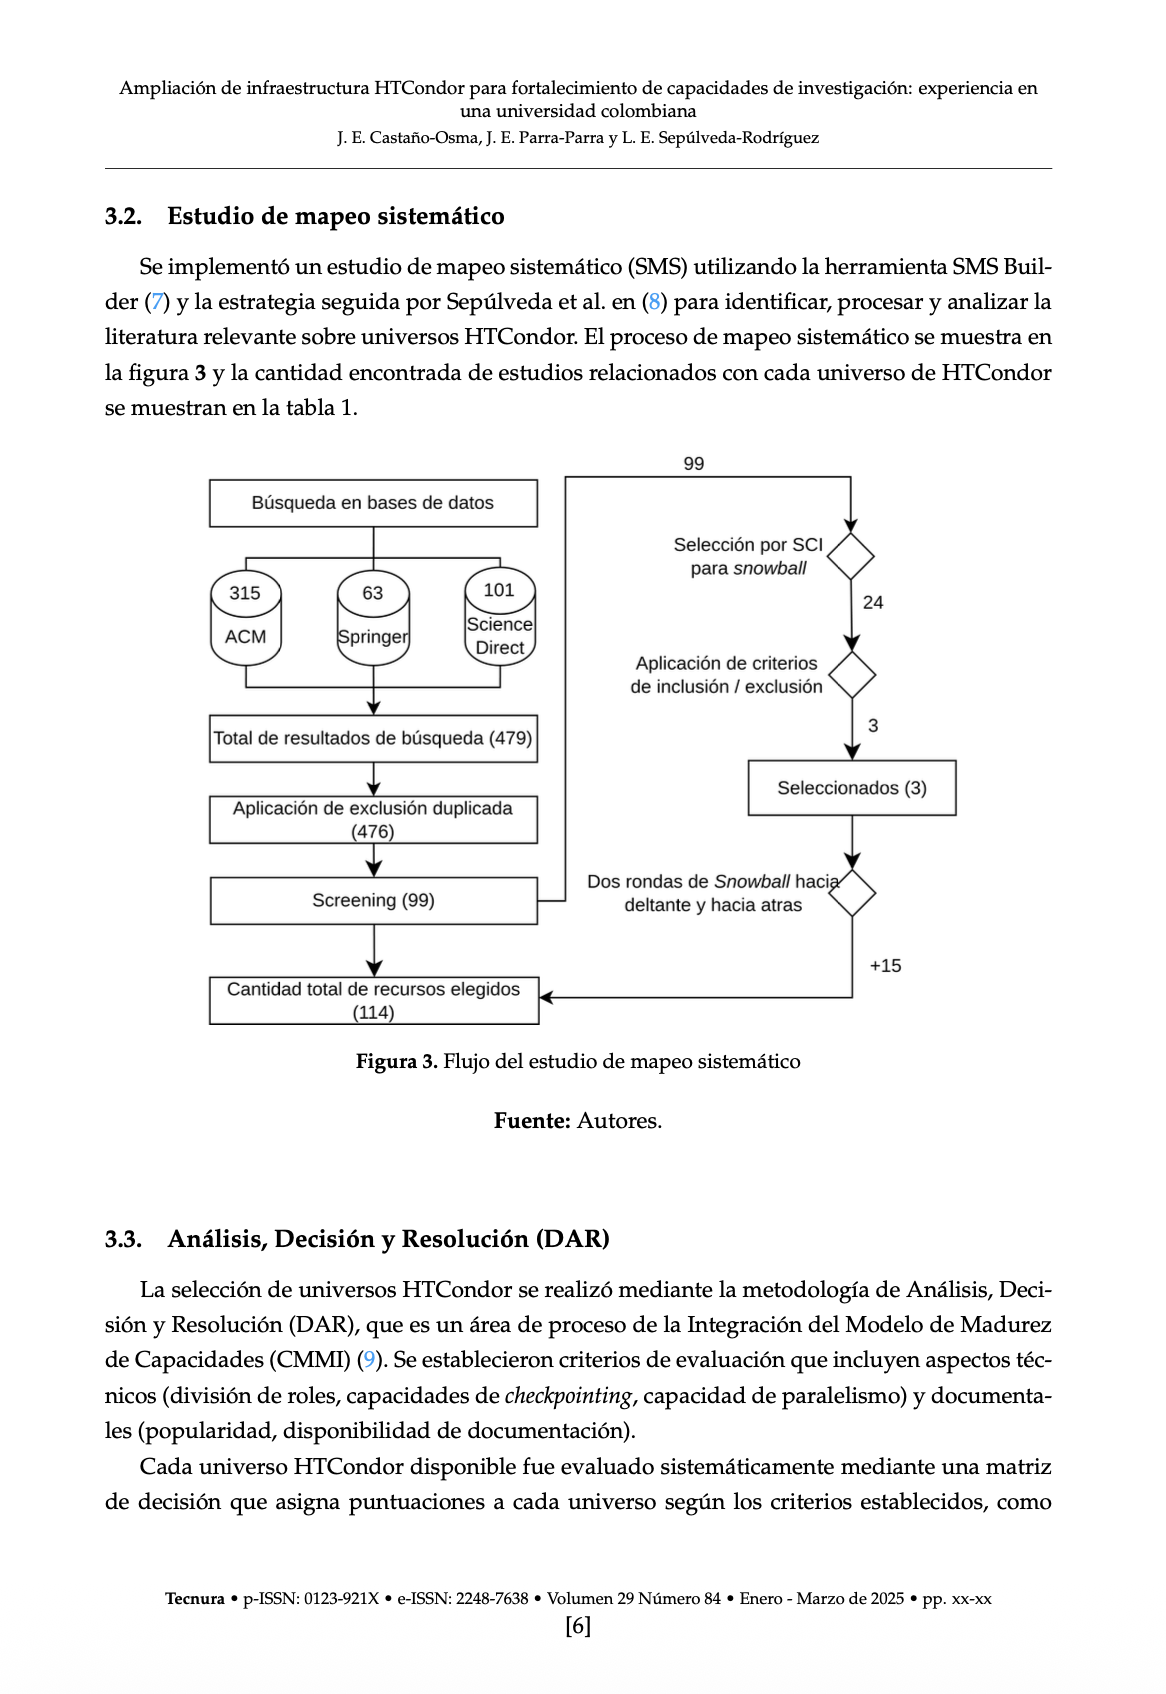 Ampliación de infraestructura HTCondor para fortalecimiento de capacidades de investigación: experiencia en
una universidad colombiana
J. E. Castaño-Osma, J. E. Parra-Parra y L. E. Sepúlveda-Rodríguez
3.2. Estudio de mapeo sistemático
Se implementó un estudio de mapeo sistemático (SMS) utilizando la herramienta SMS Buil-
der (7) y la estrategia seguida por Sepúlveda et al. en (8) para identificar, procesar y analizar la
literatura relevante sobre universos HTCondor. El proceso de mapeo sistemático se muestra en
la figura 3 y la cantidad encontrada de estudios relacionados con cada universo de HTCondor
se muestran en la tabla 1.
Búsqueda en bases de datos
315
ACM
63
Springer
101
Science
Direct
Total de resultados de búsqueda (479)
Aplicación de exclusión duplicada
(476)
Screening (99)
99
Selección por SCI
para snowball
24
Aplicación de criterios
de inclusión / exclusión
3
Seleccionados (3)
Dos rondas de Snowball hacia
deltante y hacia atras
+15
Cantidad total de recursos elegidos
(114)
Figura 3. Flujo del estudio de mapeo sistemático
Fuente: Autores.
3.3. Análisis, Decisión y Resolución (DAR)
La selección de universos HTCondor se realizó mediante la metodología de Análisis, Deci-
sión y Resolución (DAR), que es un área de proceso de la Integración del Modelo de Madurez
de Capacidades (CMMI) (9). Se establecieron criterios de evaluación que incluyen aspectos téc-
nicos (división de roles, capacidades de checkpointing, capacidad de paralelismo) y documenta-
les (popularidad, disponibilidad de documentación).
Cada universo HTCondor disponible fue evaluado sistemáticamente mediante una matriz
de decisión que asigna puntuaciones a cada universo según los criterios establecidos, como
Tecnura • p-ISSN: 0123-921X • e-ISSN: 2248-7638 • Volumen 29 Número 84 • Enero - Marzo de 2025 • pp. xx-xx
[6]